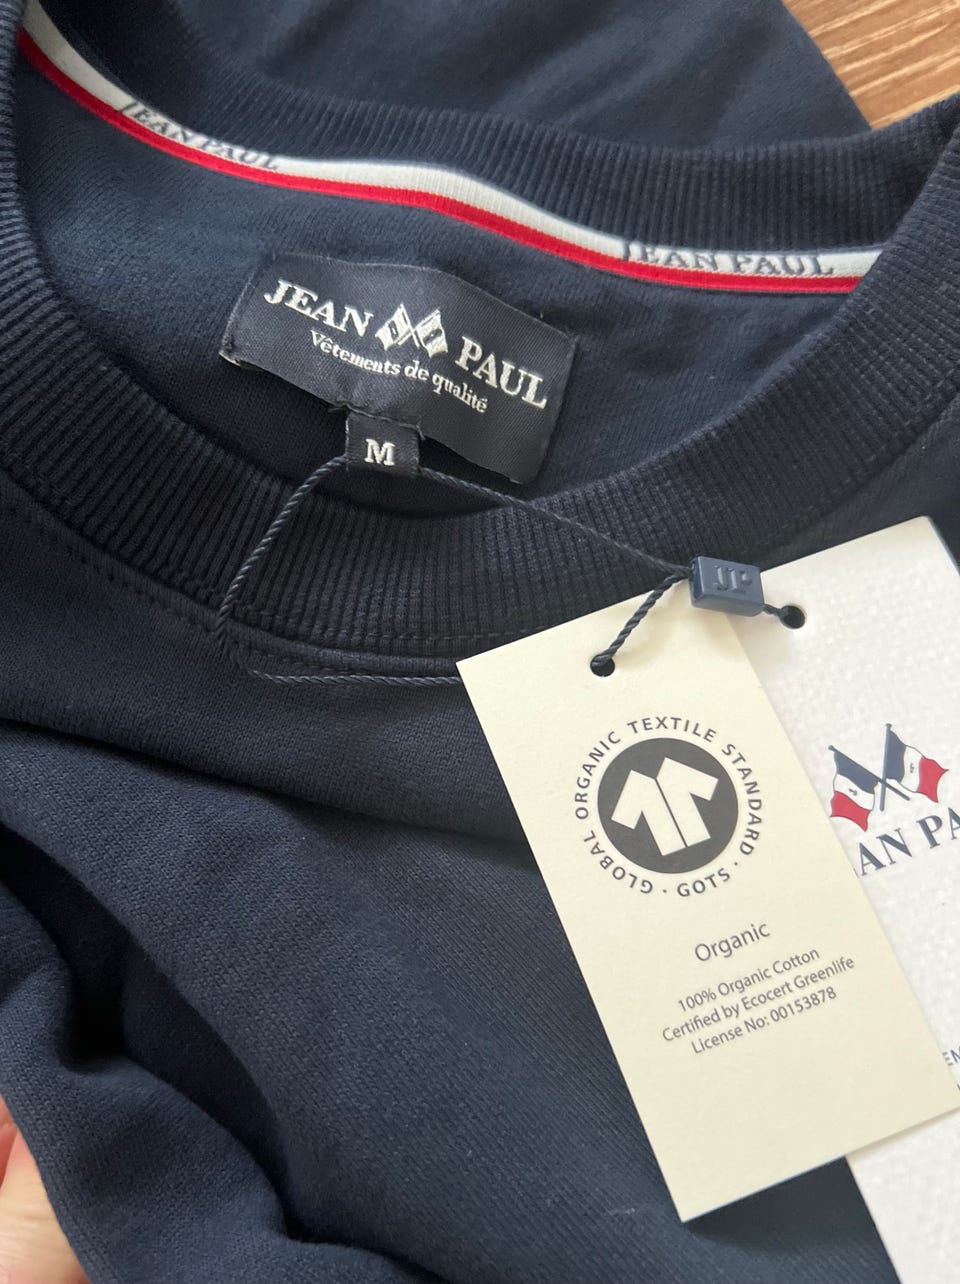 JEAN PAUL
JEAN PAUL
JEAN PAUL
Vêtements de qualité
M
JP
GLOBAL ORGANIC TEXTILE STANDARD · GOTS ·
Organic
100% Organic Cotton
Certified by Ecocert Greenlife
License No: 00153878
AN PA